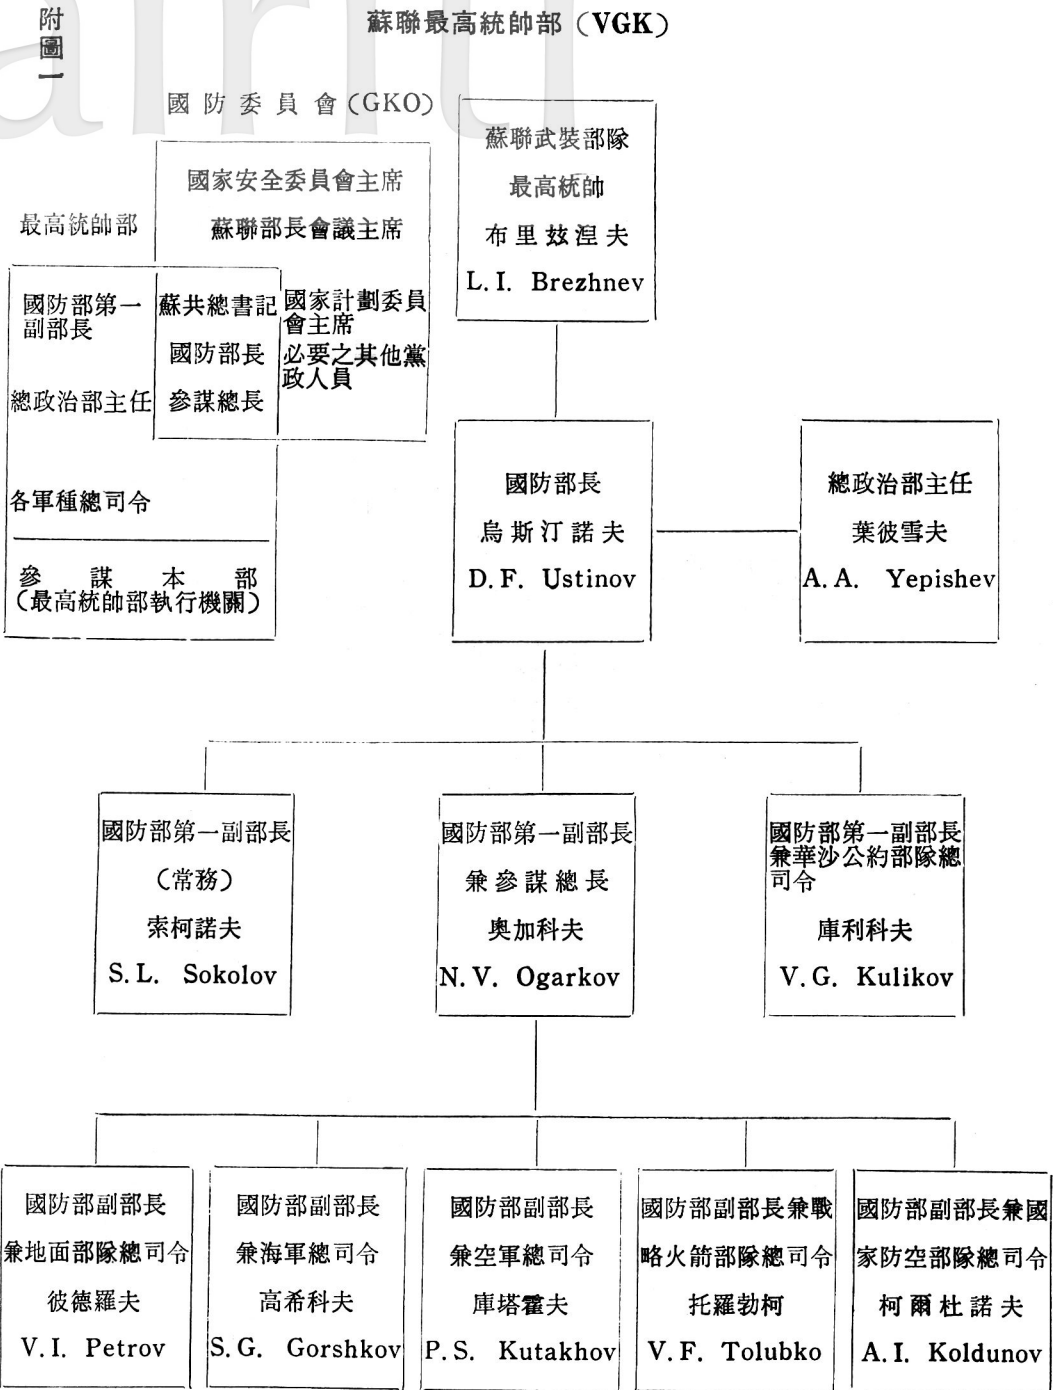 附圖一
蘇聯最高統帥部（VGK）
國防委員會(GKO)
國家安全委員會主席
蘇聯部長會議主席
最高統帥部
國防部第一
副部長
總政治部主任
各軍種總司令
蘇共總書記
國防部長
參謀總長
國家計劃委員
會主席
必要之其他黨
政人員
參謀本部
（最高統帥部執行機關）
蘇聯武裝部隊
最高統帥
布里玆湼夫
L. I. Brezhnev
國防部長
烏斯汀諾夫
D. F. Ustinov
總政治部主任
葉彼雪夫
A. A. Yepishev
國防部第一副部長
（常務）
索柯諾夫
S. L. Sokolov
國防部第一副部長
兼參謀總長
奧加科夫
N. V. Ogarkov
國防部第一副部長
兼華沙公約部隊總
司令
庫利科夫
V. G. Kulikov
國防部副部長
兼地面部隊總司令
彼德羅夫
V. I. Petrov
國防部副部長
兼海軍總司令
高希科夫
S. G. Gorshkov
國防部副部長
兼空軍總司令
庫塔霍夫
P. S. Kutakhov
國防部副部長兼戰
略火箭部隊總司令
托羅勃柯
V. F. Tolubko
國防部副部長兼國
家防空部隊總司令
柯爾杜諾夫
A. I. Koldunov